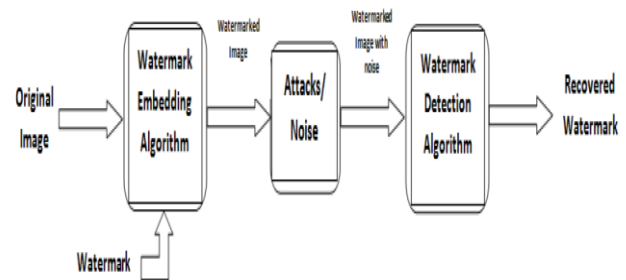 Original
Image
Watermark
Watermark
Embedding
Algorithm
Watermarked
Image
Attacks/
Noise
Watermarked
Image with
noise
Watermark
Detection
Algorithm
Recovered
Watermark